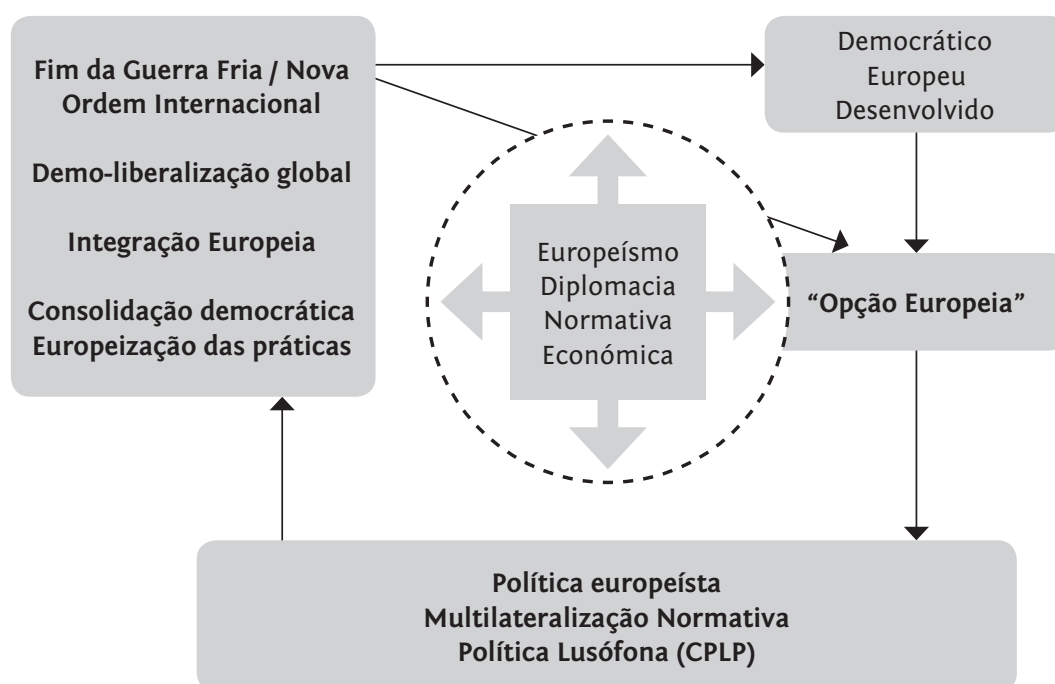 Fim da Guerra Fria / Nova
Ordem Internacional
Demo-liberalização global
Integração Europeia
Consolidação democrática
Europeização das práticas
Democrático
Europeu
Desenvolvido
Europeísmo
Diplomacia
Normativa
Económica
“Opção Europeia”
Política europeísta
Multilateralização Normativa
Política Lusófona (CPLP)